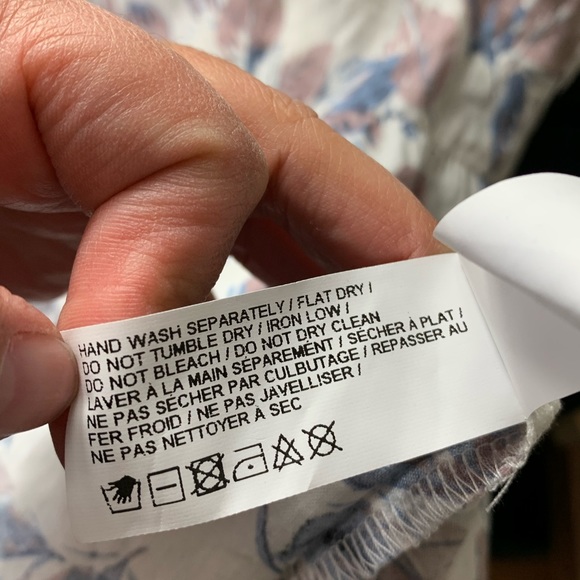 HAND WASH SEPARATELY / FLAT DRY /
DO NOT TUMBLE DRY / IRON LOW /
DO NOT BLEACH / DO NOT DRY CLEAN
LAVER À LA MAIN SÉPARÉMENT / SÉCHER À PLAT /
NE PAS SÉCHER PAR CULBUTAGE / REPASSER AU
FER FROID / NE PAS JAVELLISER /
NE PAS NETTOYER A SEC